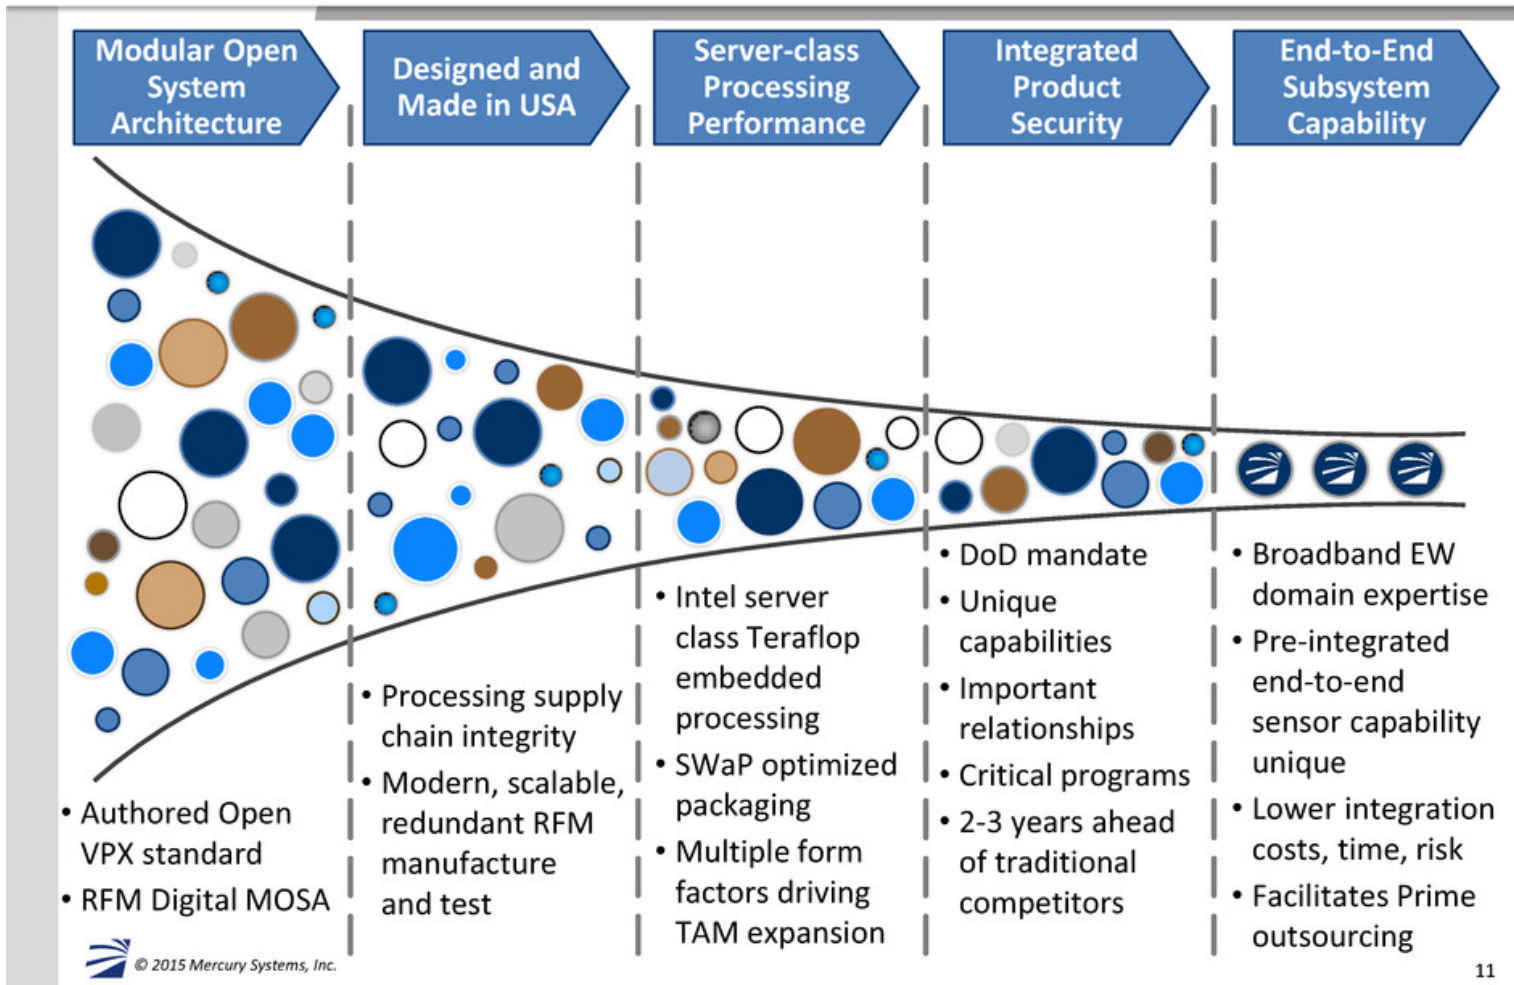 Modular Open
System
Architecture
Designed and
Made in USA
Server-class
Processing
Performance
Integrated
Product
Security
End-to-End
Subsystem
Capability
• Authored Open
VPX standard
• RFM Digital MOSA
• Processing supply
chain integrity
• Modern, scalable,
redundant RFM
manufacture
and test
• Intel server
class Teraflop
embedded
processing
• SWaP optimized
packaging
• Multiple form
factors driving
TAM expansion
• DoD mandate
• Unique
capabilities
• Important
relationships
• Critical programs
• 2-3 years ahead
of traditional
competitors
• Broadband EW
domain expertise
• Pre-integrated
end-to-end
sensor capability
unique
• Lower integration
costs, time, risk
• Facilitates Prime
outsourcing
© 2015 Mercury Systems, Inc.
11